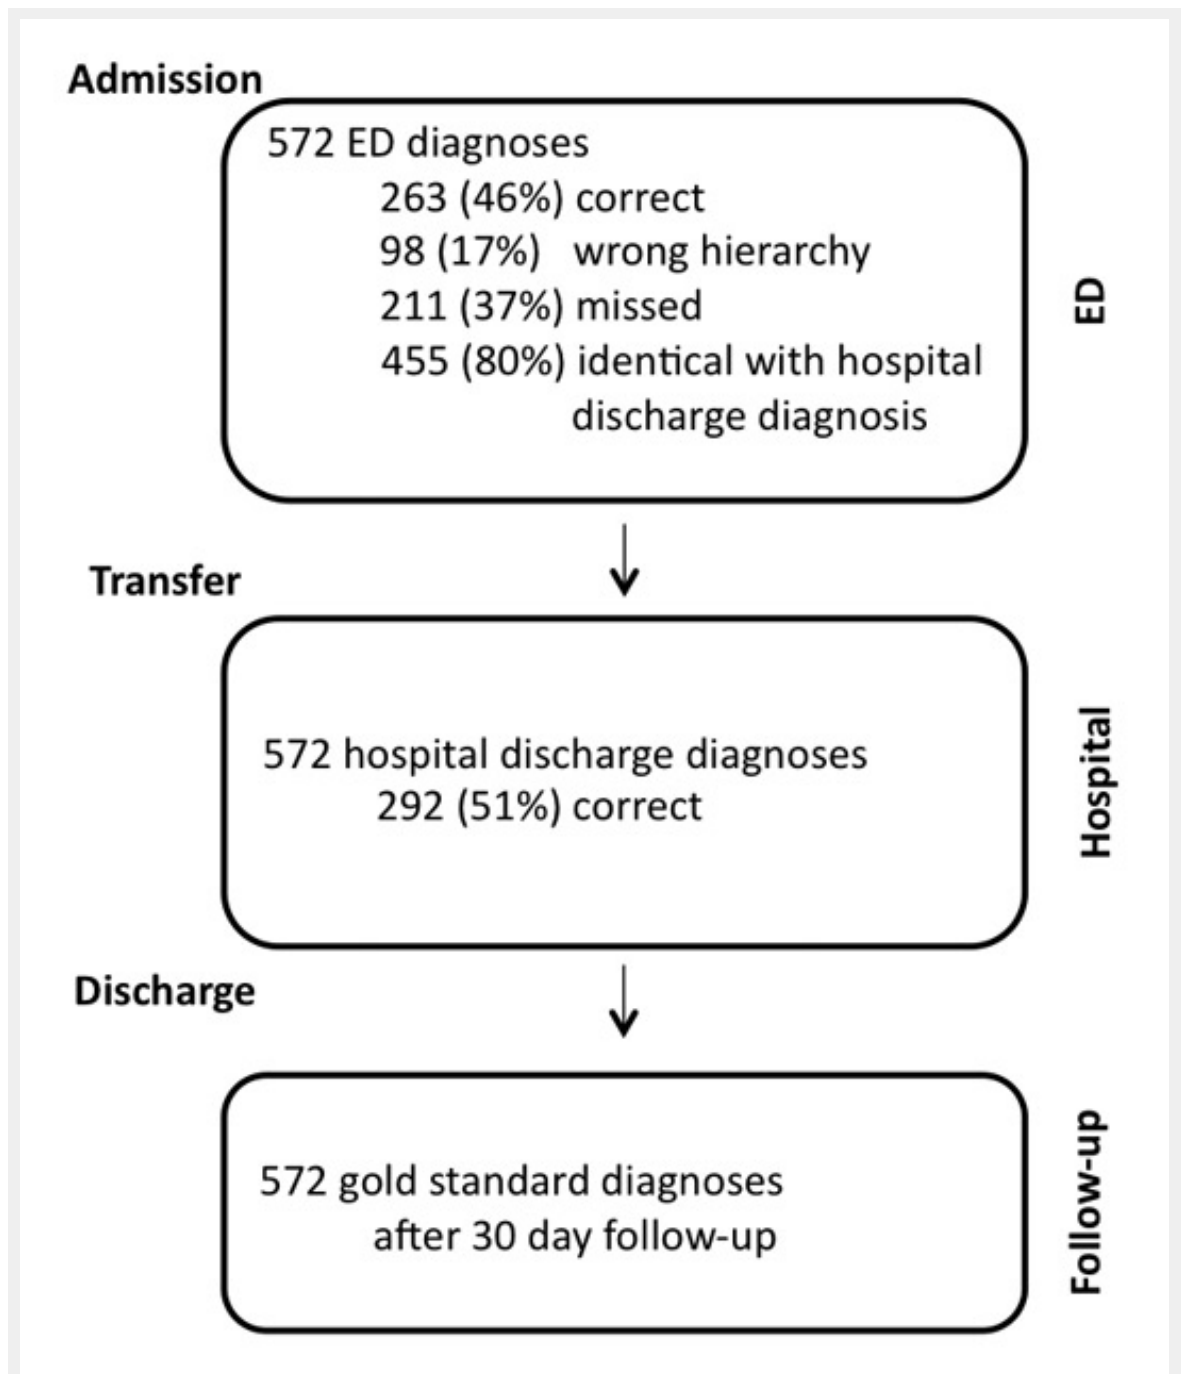 Admission
572 ED diagnoses
263 (46%) correct
98 (17%) wrong hierarchy
211 (37%) missed
455 (80%) identical with hospital
discharge diagnosis
ED
Transfer
572 hospital discharge diagnoses
292 (51%) correct
Hospital
Discharge
572 gold standard diagnoses
after 30 day follow-up
Follow-up